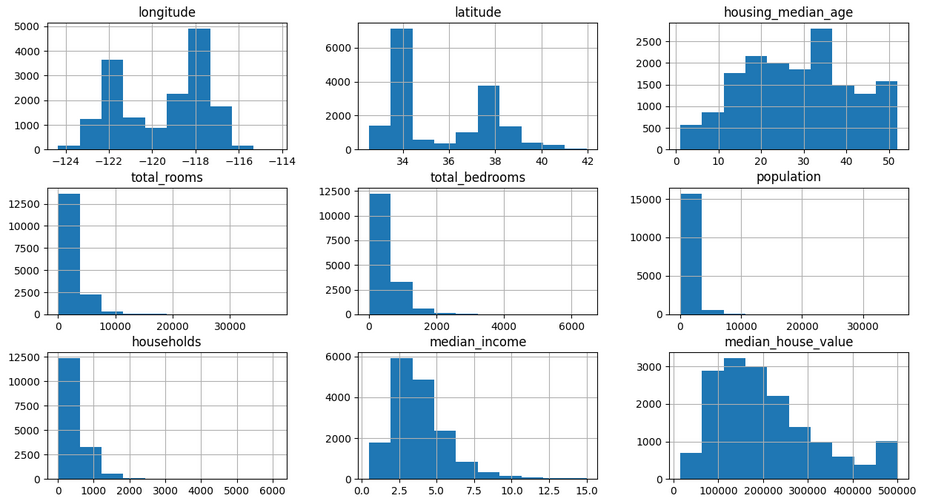 longitude
latitude
housing_median_age
5000
4000
3000
2000
1000
0
−124 −122 −120 −118 −116 −114
6000
4000
2000
0
34 36 38 40 42
2500
2000
1500
1000
500
0
0 10 20 30 40 50
total_rooms
total_bedrooms
population
12500
10000
7500
5000
2500
0
0 10000 20000 30000
12500
10000
7500
5000
2500
0
0 2000 4000 6000
15000
10000
5000
0
0 10000 20000 30000
households
median_income
median_house_value
12500
10000
7500
5000
2500
0
0 1000 2000 3000 4000 5000 6000
6000
4000
2000
0
0.0 2.5 5.0 7.5 10.0 12.5 15.0
3000
2000
1000
0
0 100000 200000 300000 400000 500000